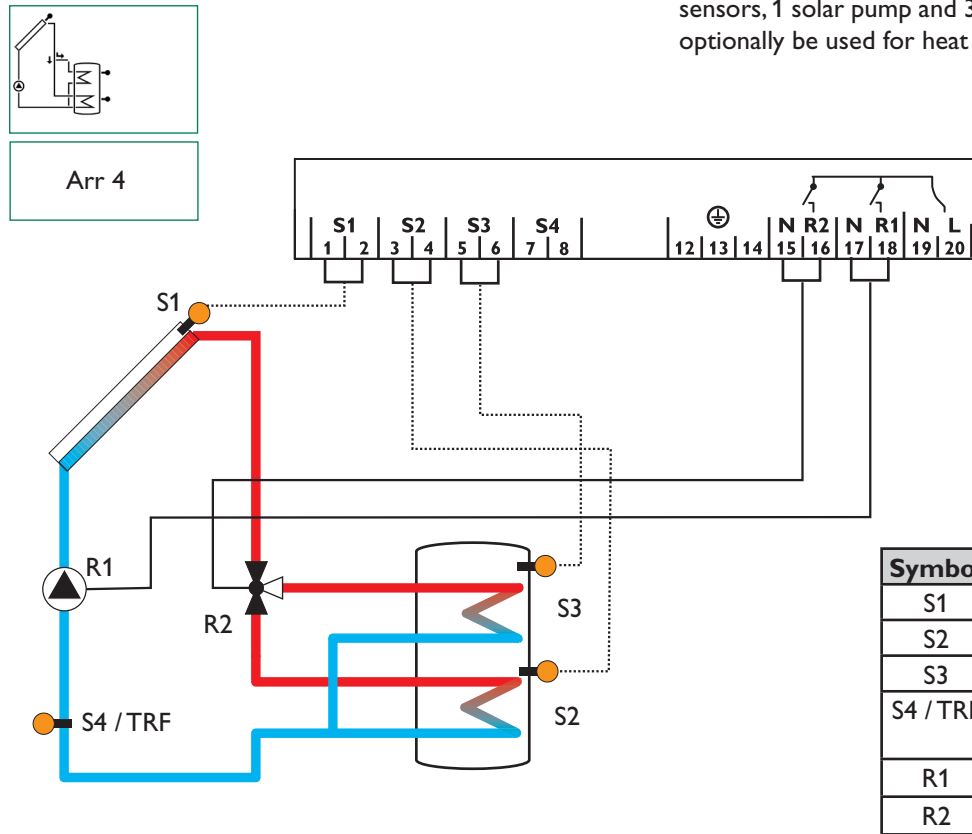 sensors, 1 solar pump and 3
optionally be used for heat
Arr 4
S1 S2 S3 S4 N R2 N R1 N L
1 2 3 4 5 6 7 8 12 13 14 15 16 17 18 19 20
S1
R1
R2
S3
S2
S4 / TRF
Symbo
S1
S2
S3
S4 / TRF
R1
R2